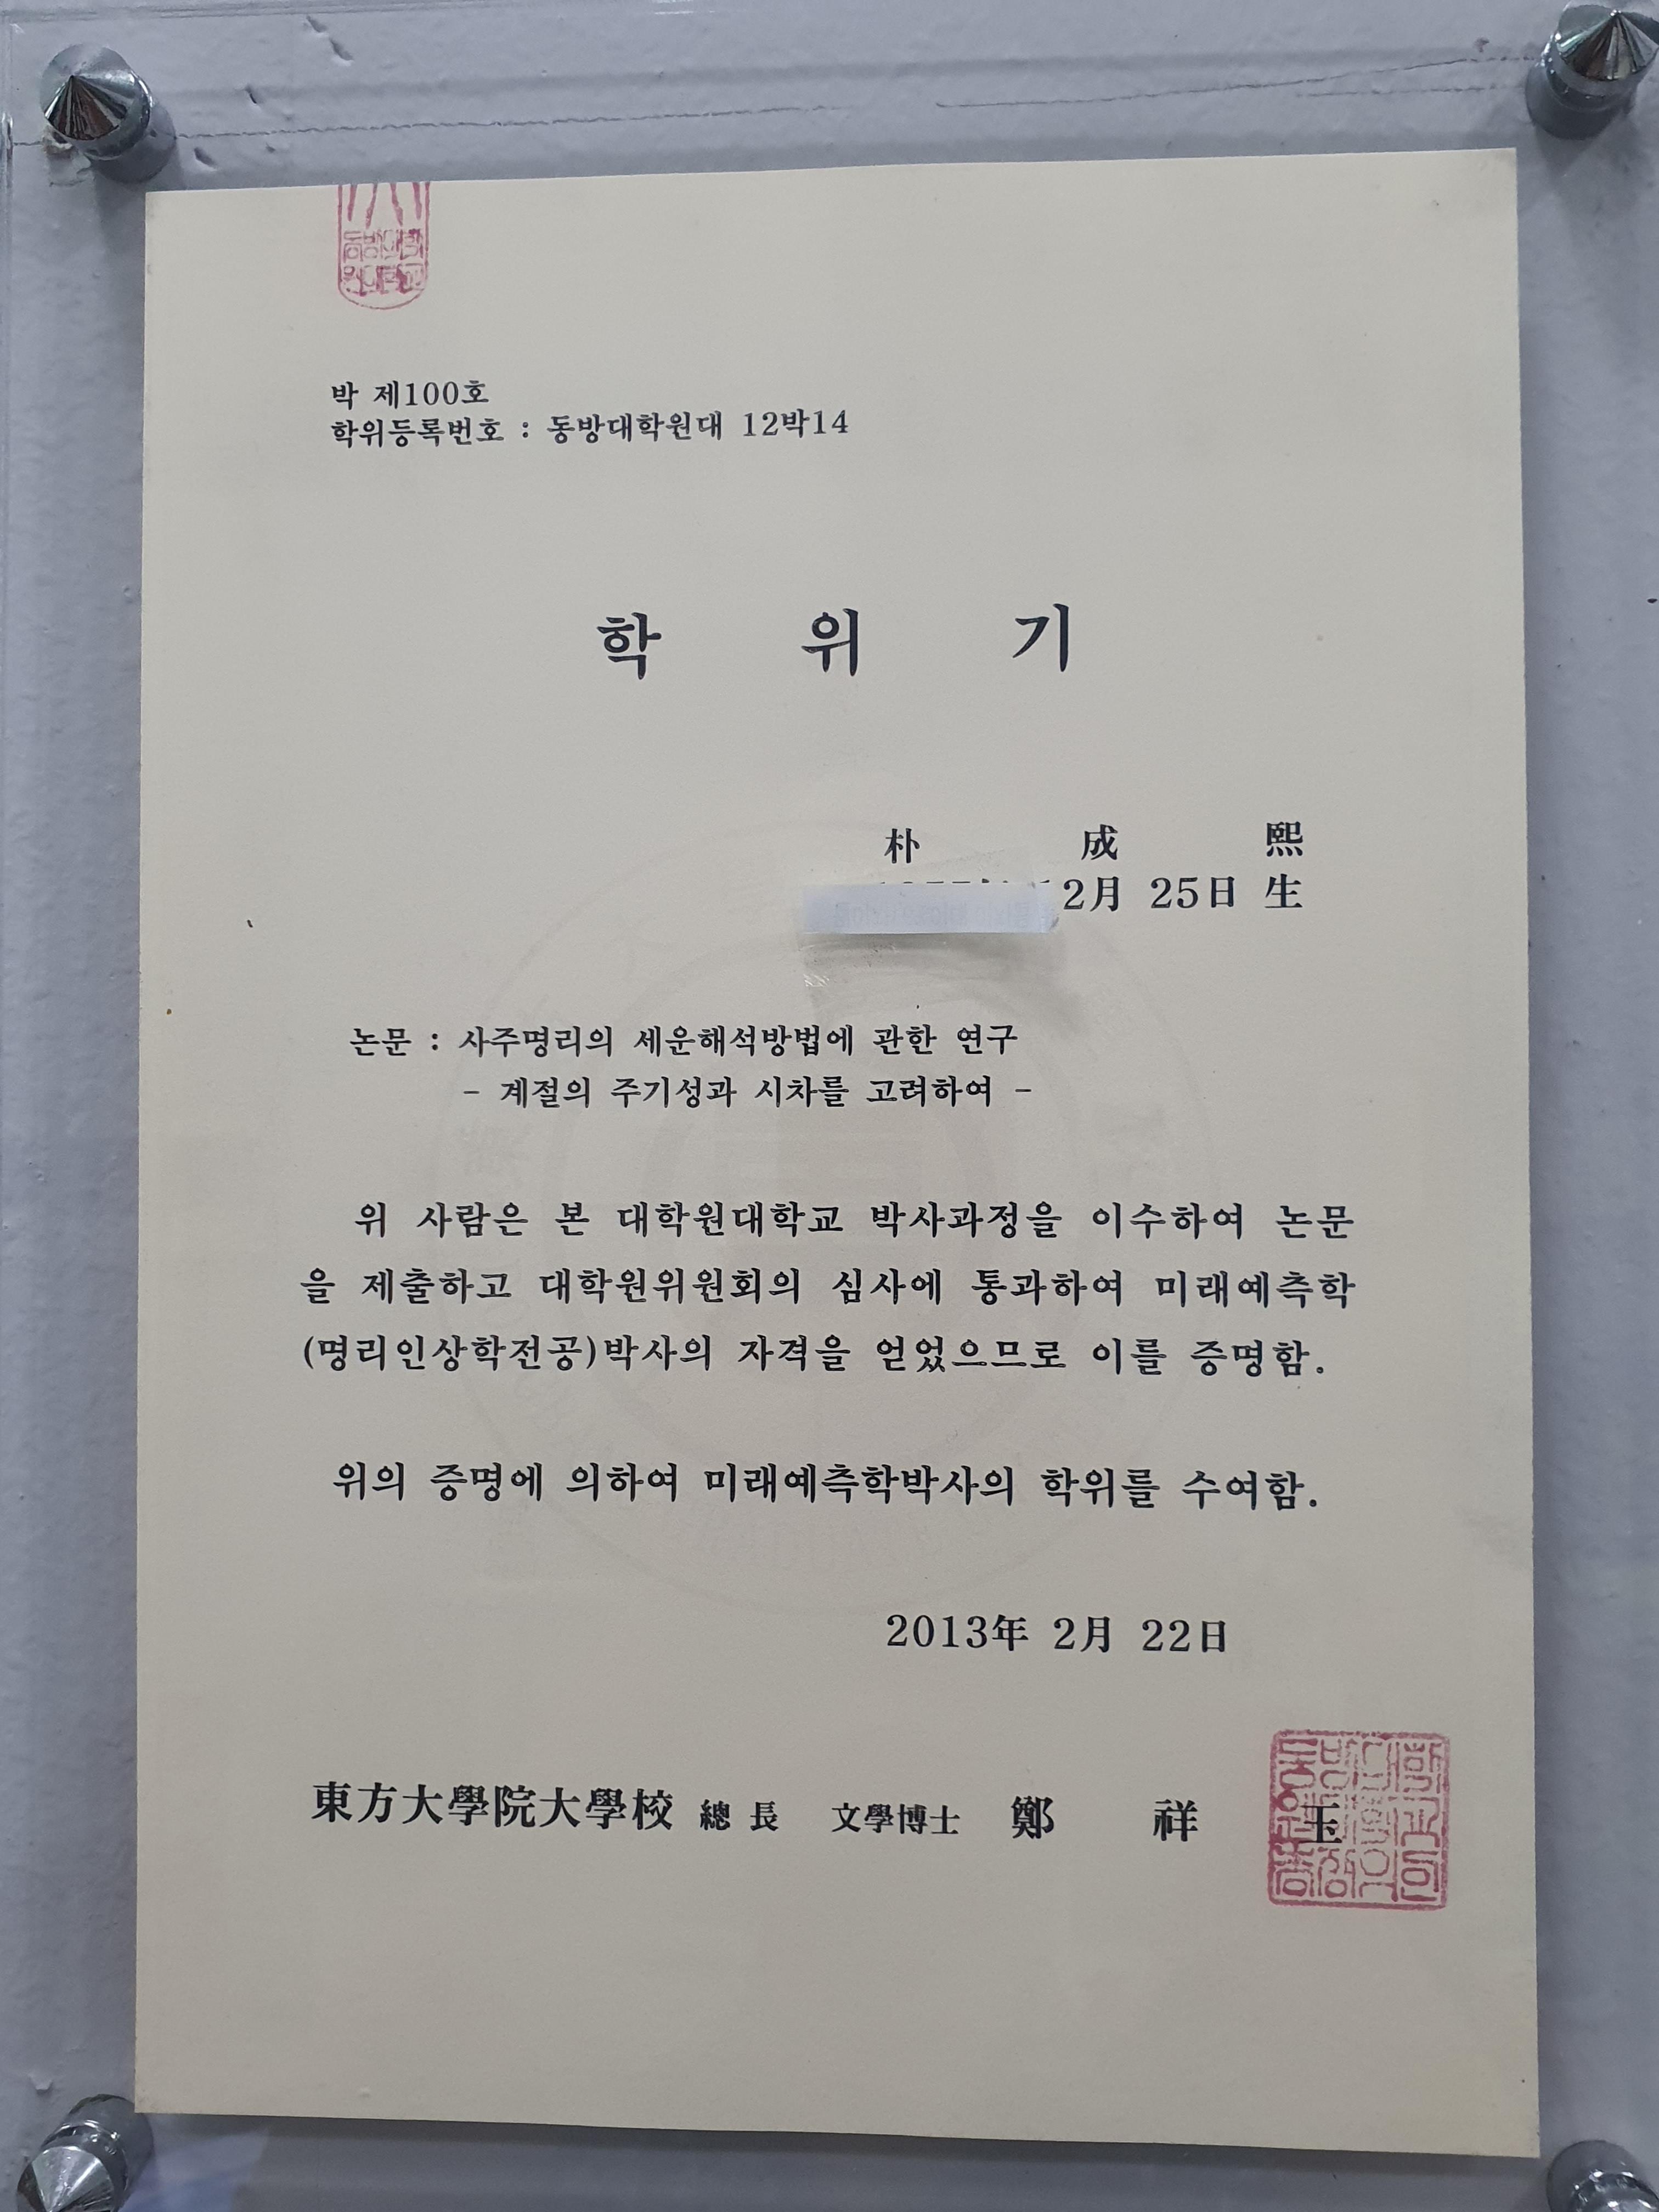 박 제100호
학위등록번호 : 동방대학원대 12박14
학 위 기
朴 成 熙
2月 25日 生
논문 : 사주명리의 세운해석방법에 관한 연구
- 계절의 주기성과 시차를 고려하여 -
위 사람은 본 대학원대학교 박사과정을 이수하여 논문
을 제출하고 대학원위원회의 심사에 통과하여 미래예측학
(명리인상학전공)박사의 자격을 얻었으므로 이를 증명함.
위의 증명에 의하여 미래예측학박사의 학위를 수여함.
2013年 2月 22日
東方大學院大學校 總長 文學博士 鄭 祥 玉